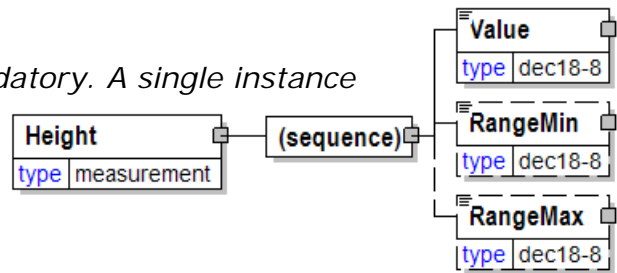 Value
type dec18-8
datory. A single instance
Height
type measurement
(sequence)
RangeMin
type dec18-8
RangeMax
type dec18-8